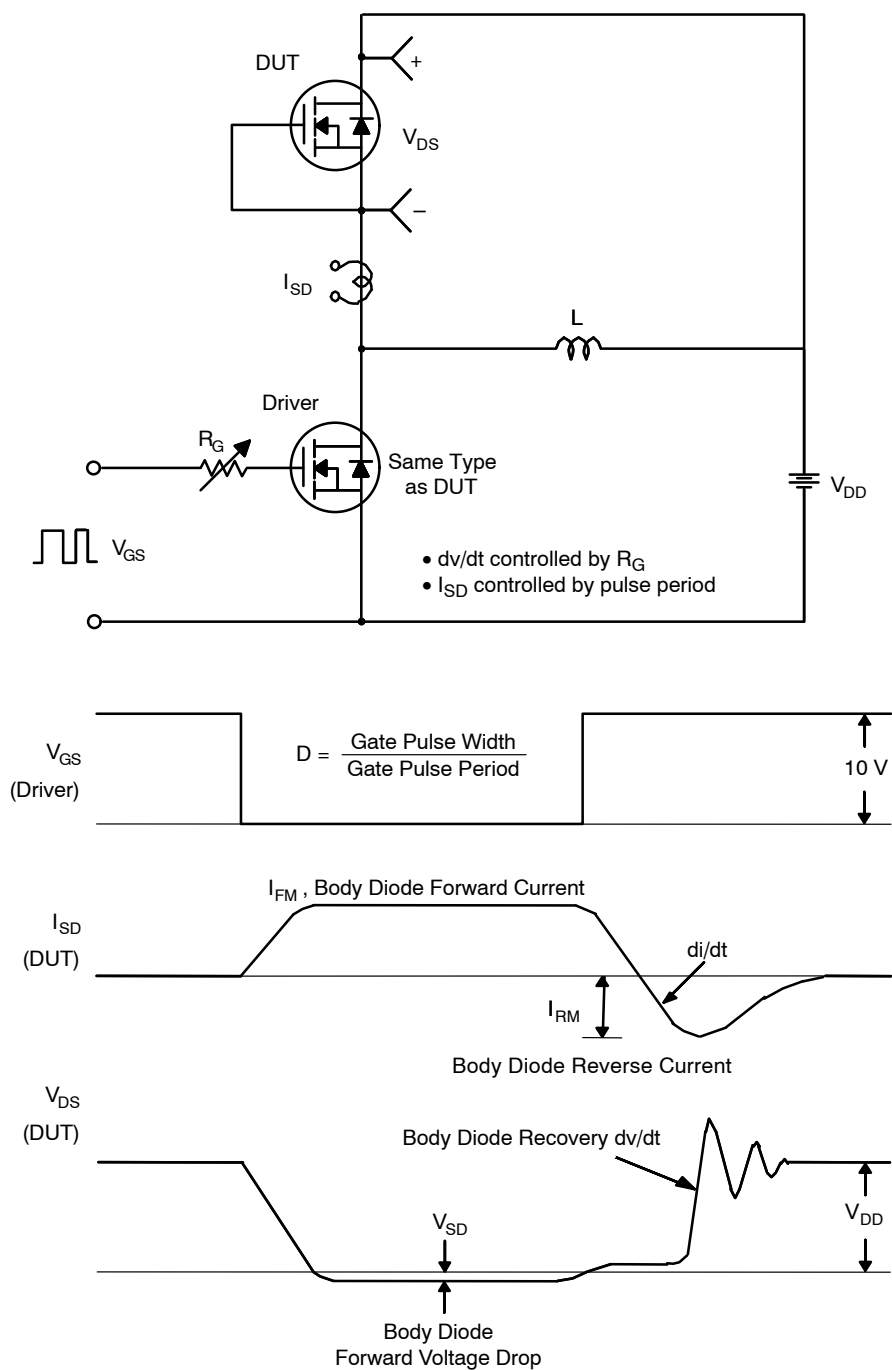 DUT
+
V_DS
−
I_SD
L
Driver
R_G
Same Type
as DUT
V_DD
V_GS
• dv/dt controlled by R_G
• I_SD controlled by pulse period
V_GS
(Driver)
D = Gate Pulse Width
Gate Pulse Period
10 V
I_FM , Body Diode Forward Current
I_SD
(DUT)
di/dt
I_RM
Body Diode Reverse Current
V_DS
(DUT)
Body Diode Recovery dv/dt
V_SD
V_DD
Body Diode
Forward Voltage Drop